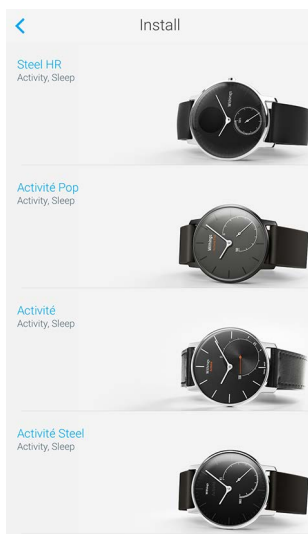 Install
Steel HR
Activity, Sleep
Activité Pop
Activity, Sleep
Activité
Activity, Sleep
Activité Steel
Activity, Sleep